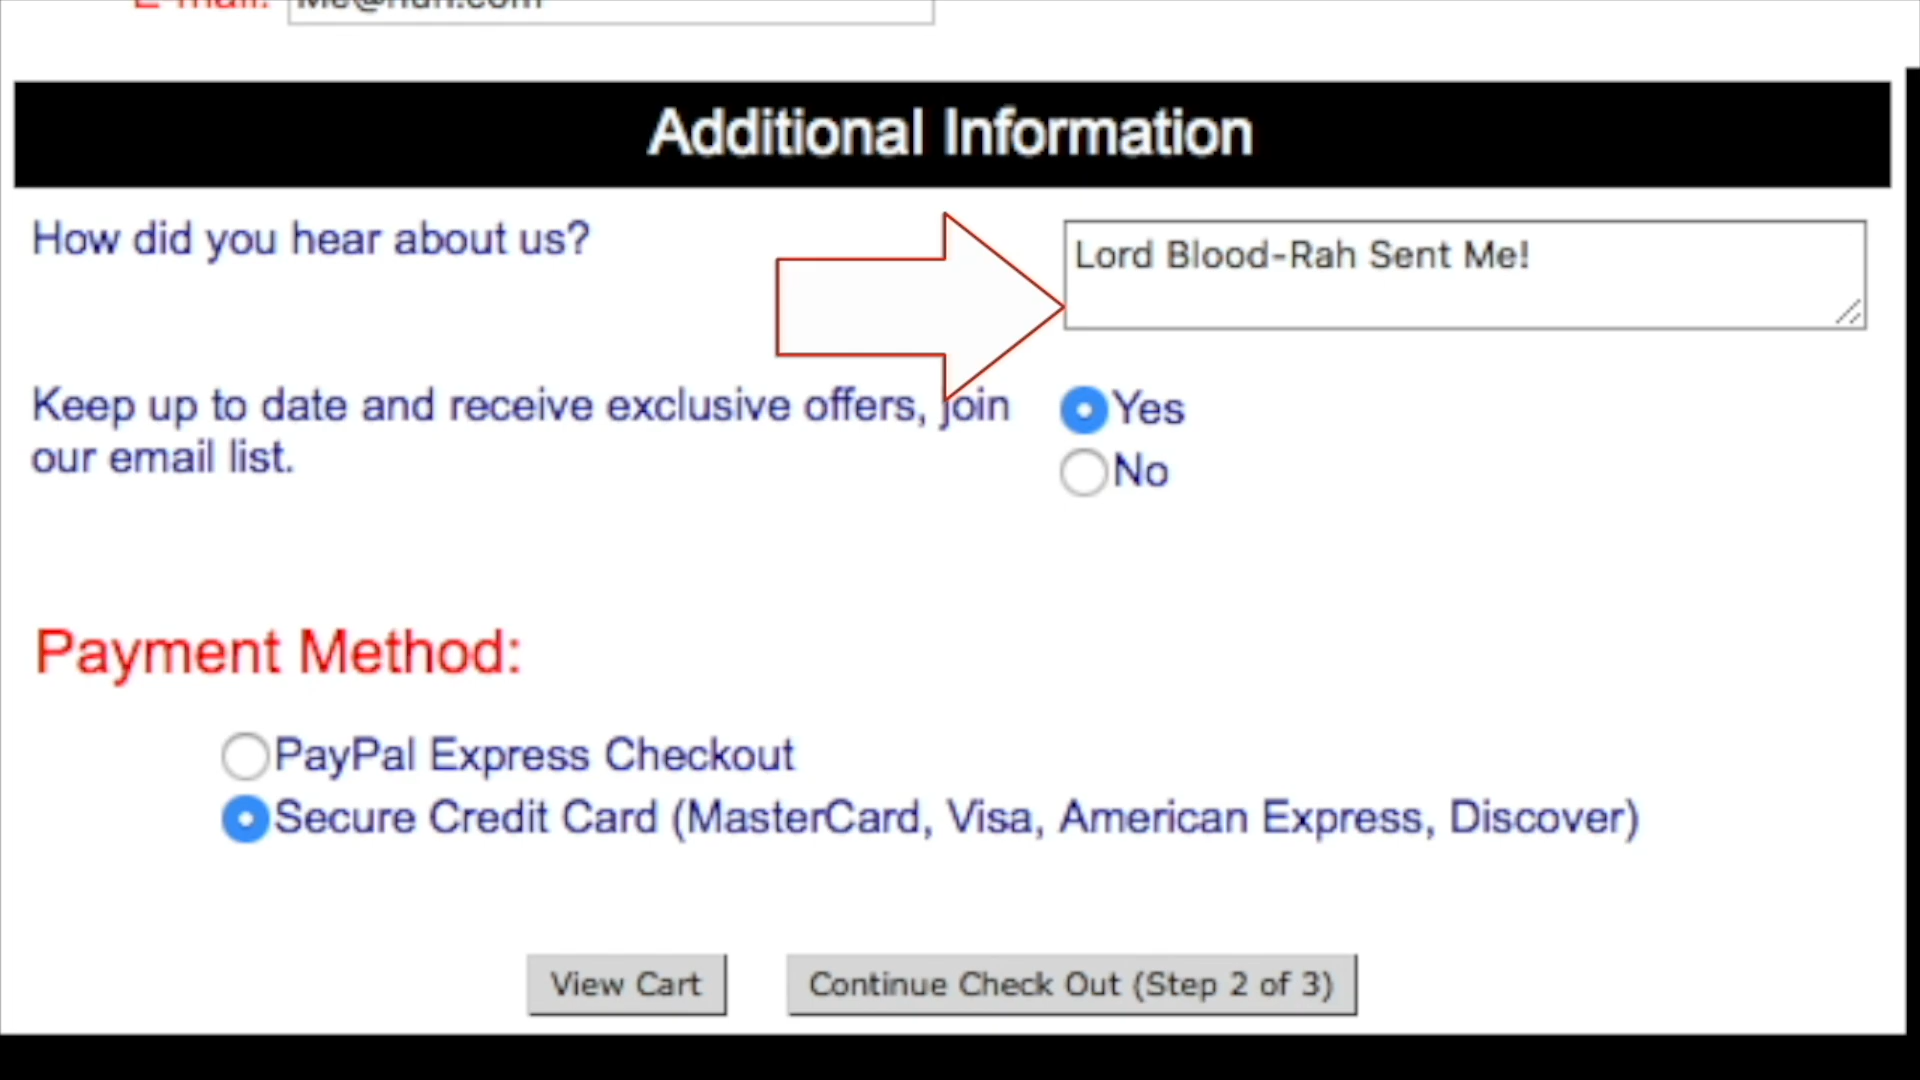 Additional Information
How did you hear about us?
Lord Blood-Rah Sent Me!
Keep up to date and receive exclusive offers, join
our email list.
Yes
No
Payment Method:
PayPal Express Checkout
Secure Credit Card (MasterCard, Visa, American Express, Discover)
View Cart
Continue Check Out (Step 2 of 3)